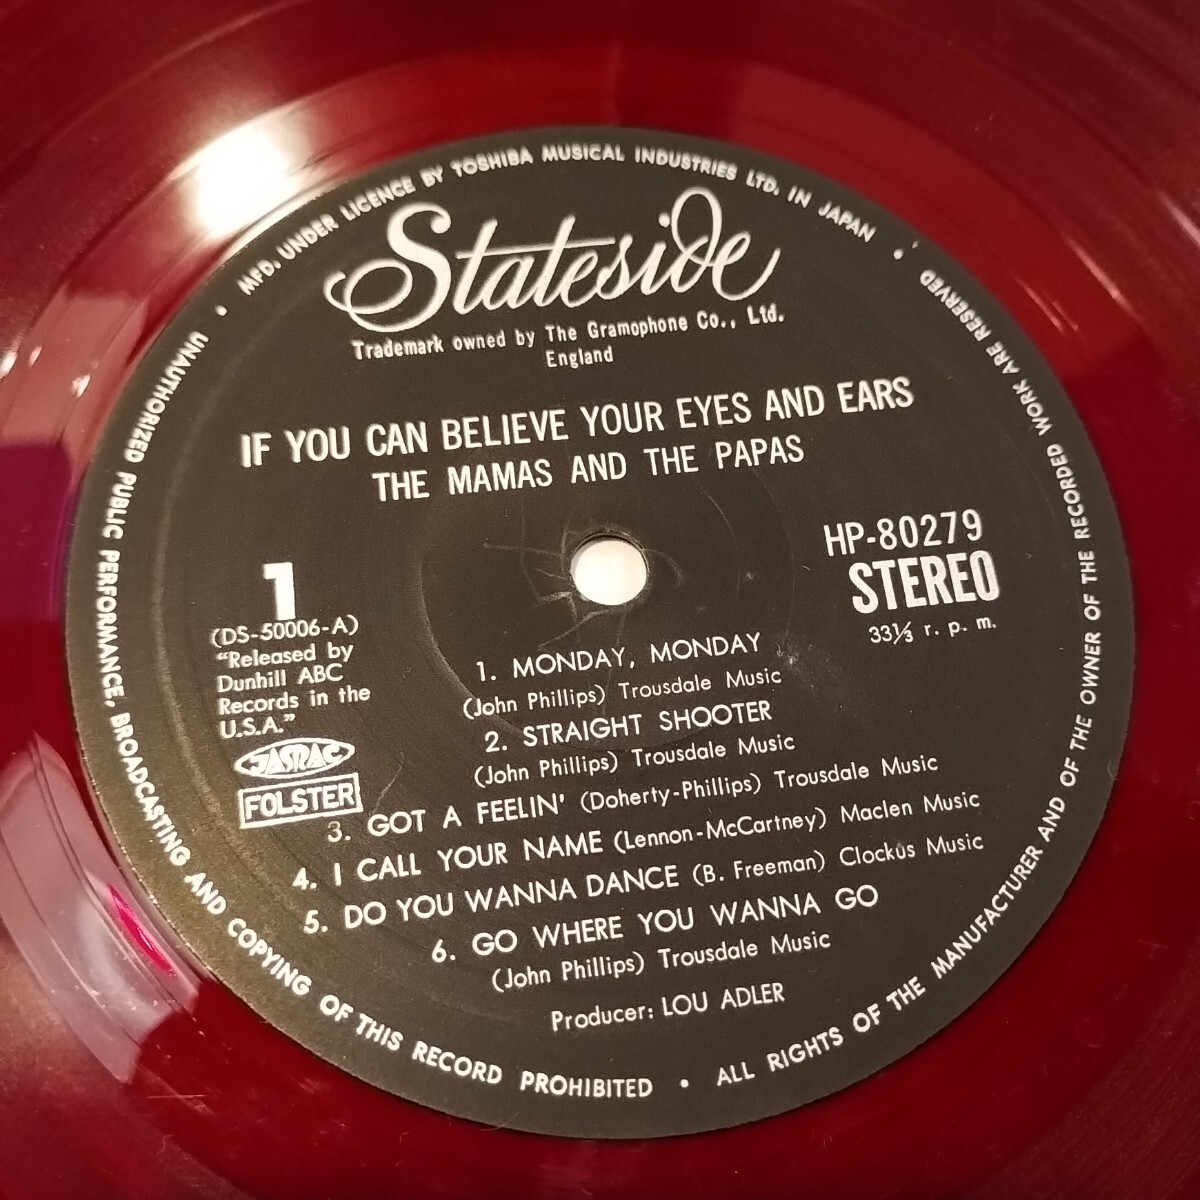 MFD. UNDER LICENCE BY TOSHIBA MUSICAL INDUSTRIES LTD. IN JAPAN
Stateside
Trademark owned by The Gramophone Co., Ltd.
England
IF YOU CAN BELIEVE YOUR EYES AND EARS
THE MAMAS AND THE PAPAS
HP-80279
STEREO
33⅓ r. p. m.
1
(DS-50006-A)
"Released by
Dunhill ABC
Records in the
U.S.A."
JASRAC
FOLSTER
1. MONDAY, MONDAY
(John Phillips) Trousdale Music
2. STRAIGHT SHOOTER
(John Phillips) Trousdale Music
3. GOT A FEELIN' (Doherty-Phillips) Trousdale Music
4. I CALL YOUR NAME (Lennon-McCartney) Maclen Music
5. DO YOU WANNA DANCE (B. Freeman) Clockus Music
6. GO WHERE YOU WANNA GO
(John Phillips) Trousdale Music
Producer: LOU ADLER
ALL RIGHTS OF THE MANUFACTURER AND OF THE OWNER OF THE RECORDED WORK ARE RESERVED
UNAUTHORIZED PUBLIC PERFORMANCE, BROADCASTING AND COPYING OF THIS RECORD PROHIBITED